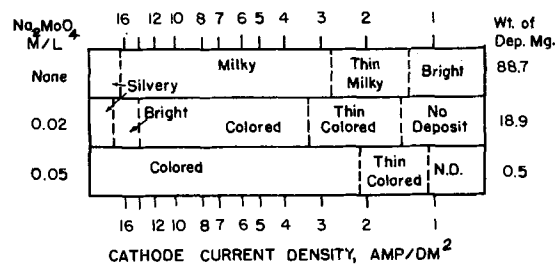 Na₂MoO₄
M/L
16 12 10 8 7 6 5 4 3 2 1
Wt. of
Dep. Mg.
None
Milky
Thin
Milky
Bright
88.7
Silvery
0.02
Bright
Colored
Thin
Colored
No
Deposit
18.9
0.05
Colored
Thin
Colored
N.D.
0.5
16 12 10 8 7 6 5 4 3 2 1
CATHODE CURRENT DENSITY, AMP/DM²